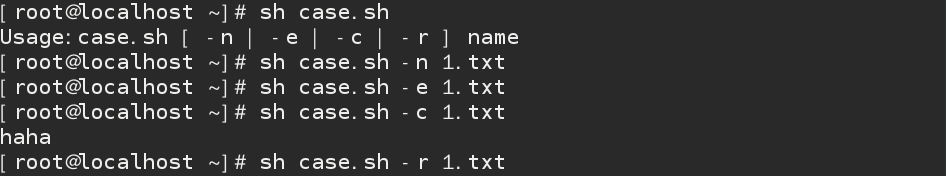 [root@localhost ~]# sh case.sh
Usage:case.sh [ -n | -e | -c | -r ] name
[root@localhost ~]# sh case.sh -n 1.txt
[root@localhost ~]# sh case.sh -e 1.txt
[root@localhost ~]# sh case.sh -c 1.txt
haha
[root@localhost ~]# sh case.sh -r 1.txt